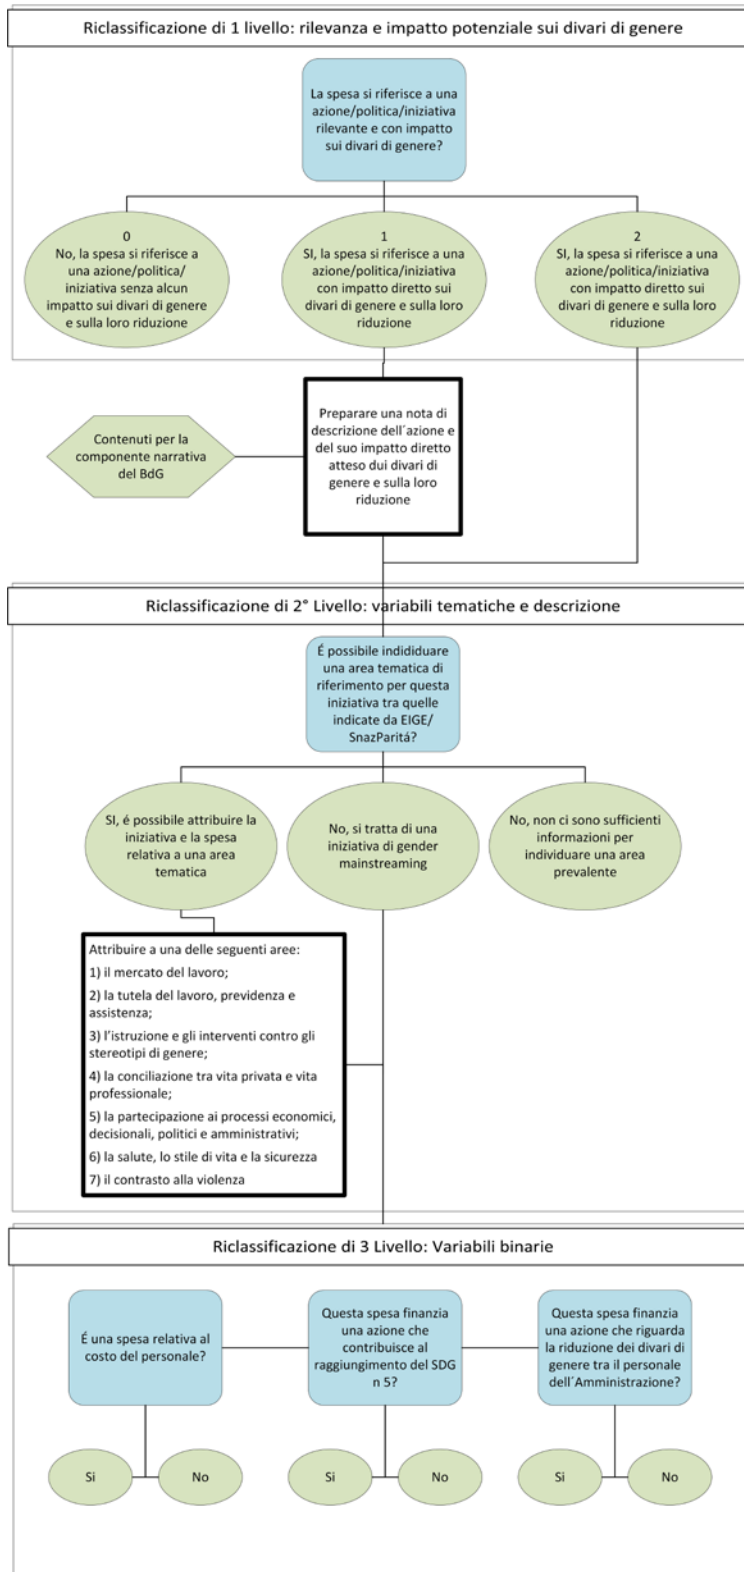 Riclassificazione di 1 livello: rilevanza e impatto potenziale sui divari di genere
La spesa si riferisce a una
azione/politica/iniziativa
rilevante e con impatto
sui divari di genere?
0
No, la spesa si riferisce a
una azione/politica/
iniziativa senza alcun
impatto sui divari di genere
e sulla loro riduzione
1
SI, la spesa si riferisce a una
azione/politica/iniziativa
con impatto diretto sui
divari di genere e sulla loro
riduzione
2
SI, la spesa si riferisce a una
azione/politica/iniziativa
con impatto diretto sui
divari di genere e sulla loro
riduzione
Contenuti per la
componente narrativa
del BdG
Preparare una nota di
descrizione dell´azione e
del suo impatto diretto
atteso dui divari di
genere e sulla loro
riduzione
Riclassificazione di 2° Livello: variabili tematiche e descrizione
É possibile indididuare
una area tematica di
riferimento per questa
iniziativa tra quelle
indicate da EIGE/
SnazParitá?
SI, é possibile attribuire la
iniziativa e la spesa
relativa a una area
tematica
No, si tratta di una
iniziativa di gender
mainstreaming
No, non ci sono sufficienti
informazioni per
individuare una area
prevalente
Attribuire a una delle seguenti aree:
1) il mercato del lavoro;
2) la tutela del lavoro, previdenza e
assistenza;
3) l’istruzione e gli interventi contro gli
stereotipi di genere;
4) la conciliazione tra vita privata e vita
professionale;
5) la partecipazione ai processi economici,
decisionali, politici e amministrativi;
6) la salute, lo stile di vita e la sicurezza
7) il contrasto alla violenza
Riclassificazione di 3 Livello: Variabili binarie
É una spesa relativa al
costo del personale?
Questa spesa finanzia
una azione che
contribuisce al
raggiungimento del SDG
n 5?
Questa spesa finanzia
una azione che riguarda
la riduzione dei divari di
genere tra il personale
dell´Amministrazione?
Si
No
Si
No
Si
No